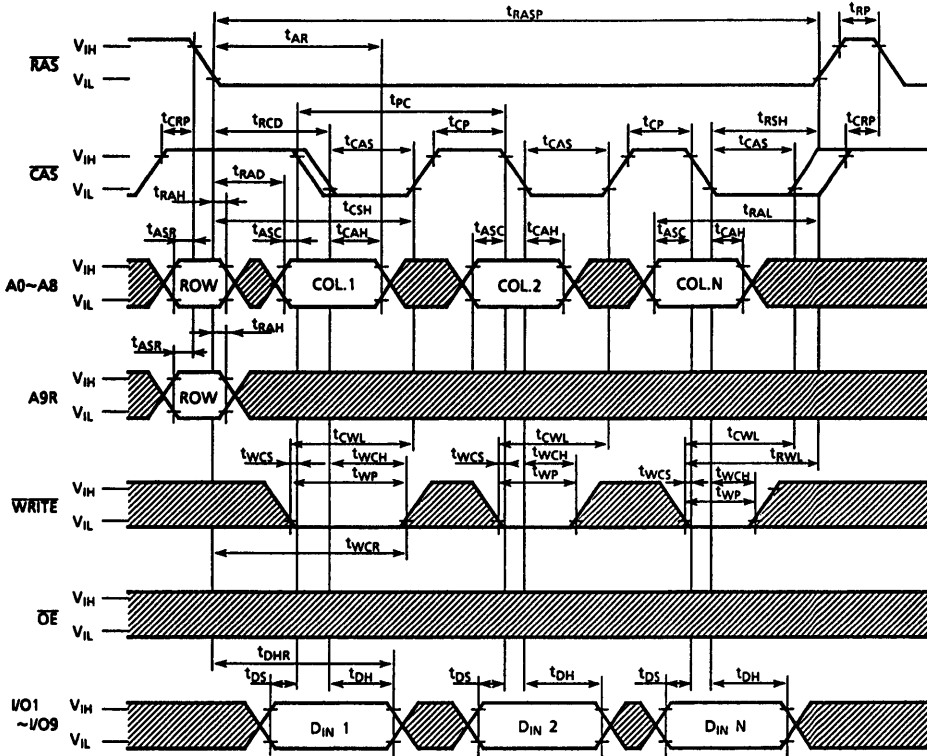 tRASP
tRP
tAR
VIH
RAS
VIL
tPC
tCRP
tRCD
tCP
tCP
tRSH
tCRP
tCAS
tCAS
tCAS
VIH
CAS
VIL
tRAD
tRAH
tCSH
tRAL
tASR
tASC
tCAH
tASC
tCAH
tASC
tCAH
VIH
A0~A8
ROW
COL.1
COL.2
COL.N
VIL
tRAH
tASR
VIH
A9R
ROW
VIL
tCWL
tCWL
tCWL
tWCS
tWCH
tWCS
tWCH
tRWL
tWP
tWP
tWCS
tWCH
tWP
VIH
WRITE
VIL
tWCR
VIH
OE
VIL
tDHR
tDS
tDH
tDS
tDH
tDS
tDH
I/O1
~I/O9
VIH
DIN 1
DIN 2
DIN N
VIL